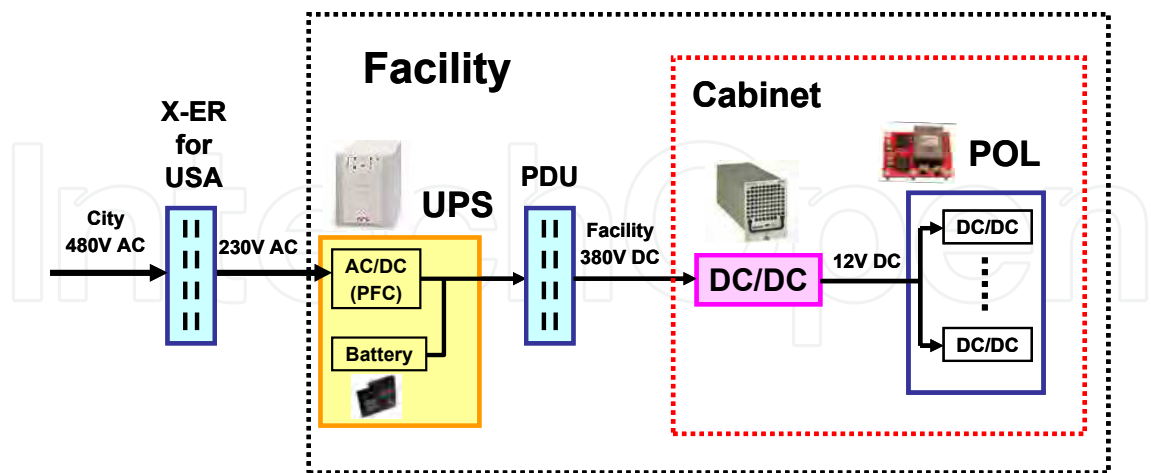 Facility
Cabinet
X-ER
for
USA
POL
PDU
UPS
City
480V AC
230V AC
Facility
380V DC
12V DC
AC/DC
(PFC)
Battery
DC/DC
DC/DC
DC/DC
IntechOpen